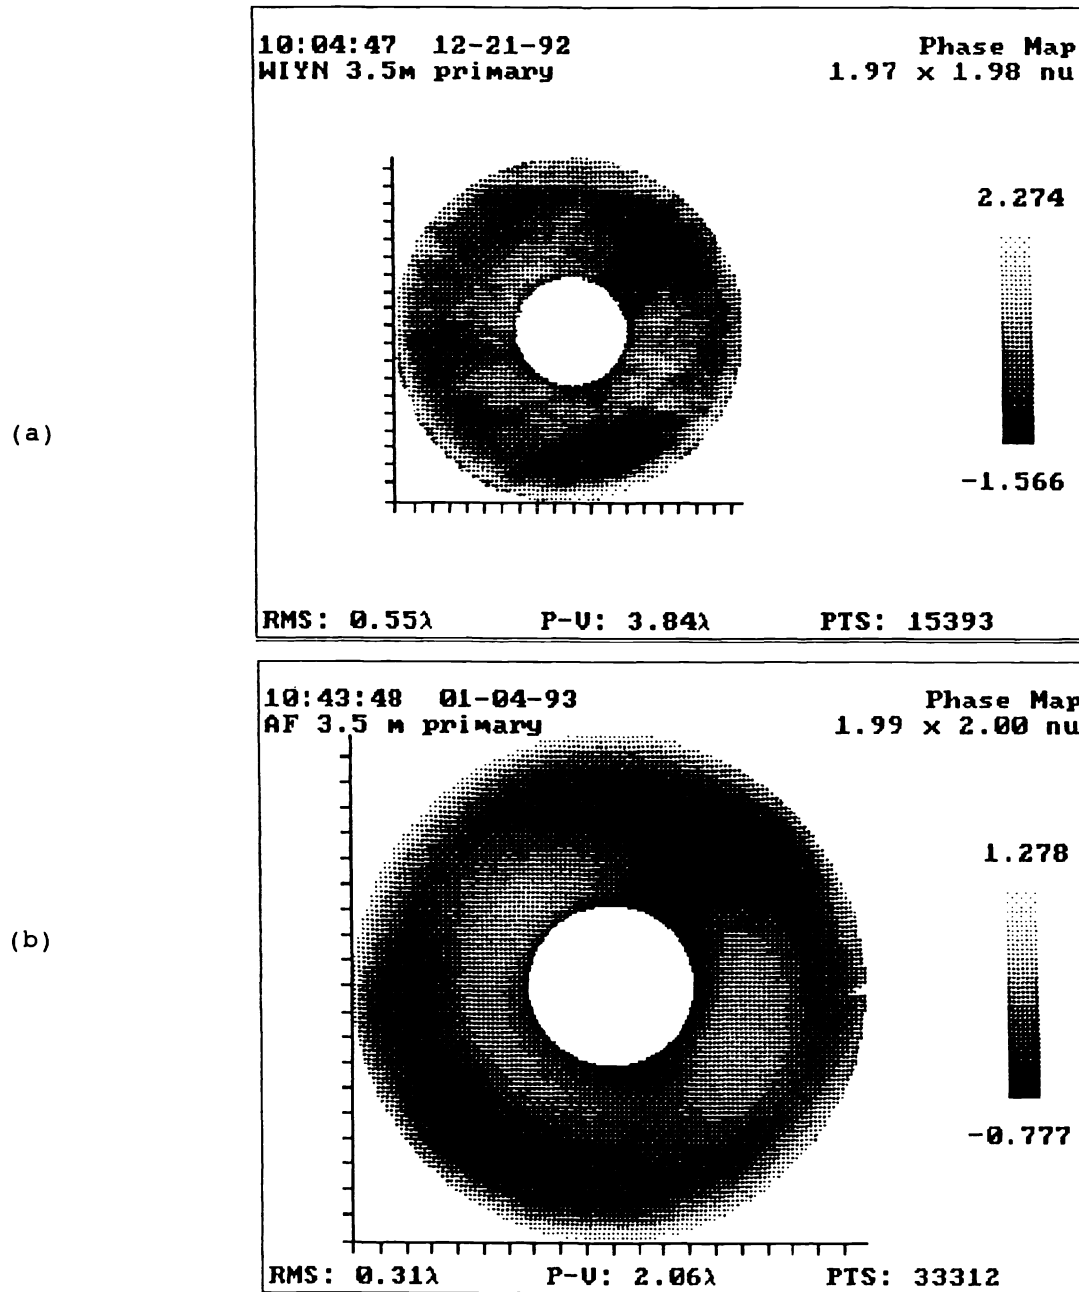 10:04:47 12-21-92 Phase Map
WIYN 3.5m primary 1.97 x 1.98 nu
2.274
(a)
-1.566
RMS: 0.55λ P-V: 3.84λ PTS: 15393
10:43:48 01-04-93 Phase Map
AF 3.5 m primary 1.99 x 2.00 nu
1.278
(b)
-0.777
RMS: 0.31λ P-V: 2.06λ PTS: 33312